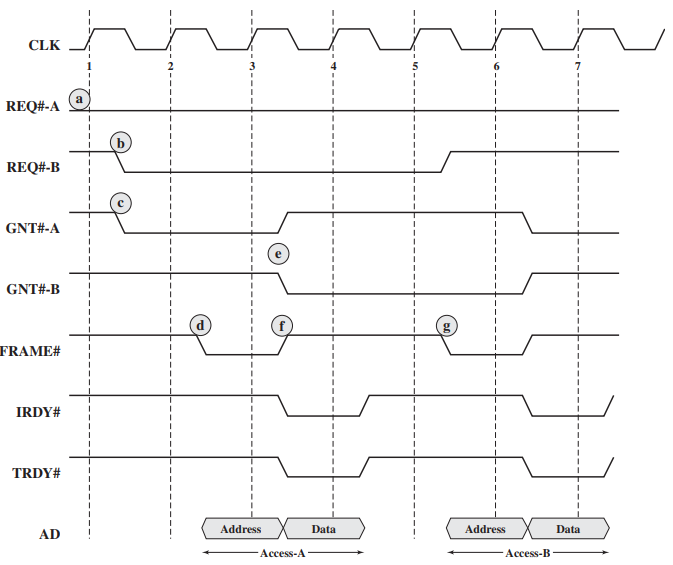 CLK
1 2 3 4 5 6 7
a
REQ#-A
b
REQ#-B
c
GNT#-A
e
GNT#-B
d f g
FRAME#
IRDY#
TRDY#
AD Address Data Address Data
Access-A Access-B